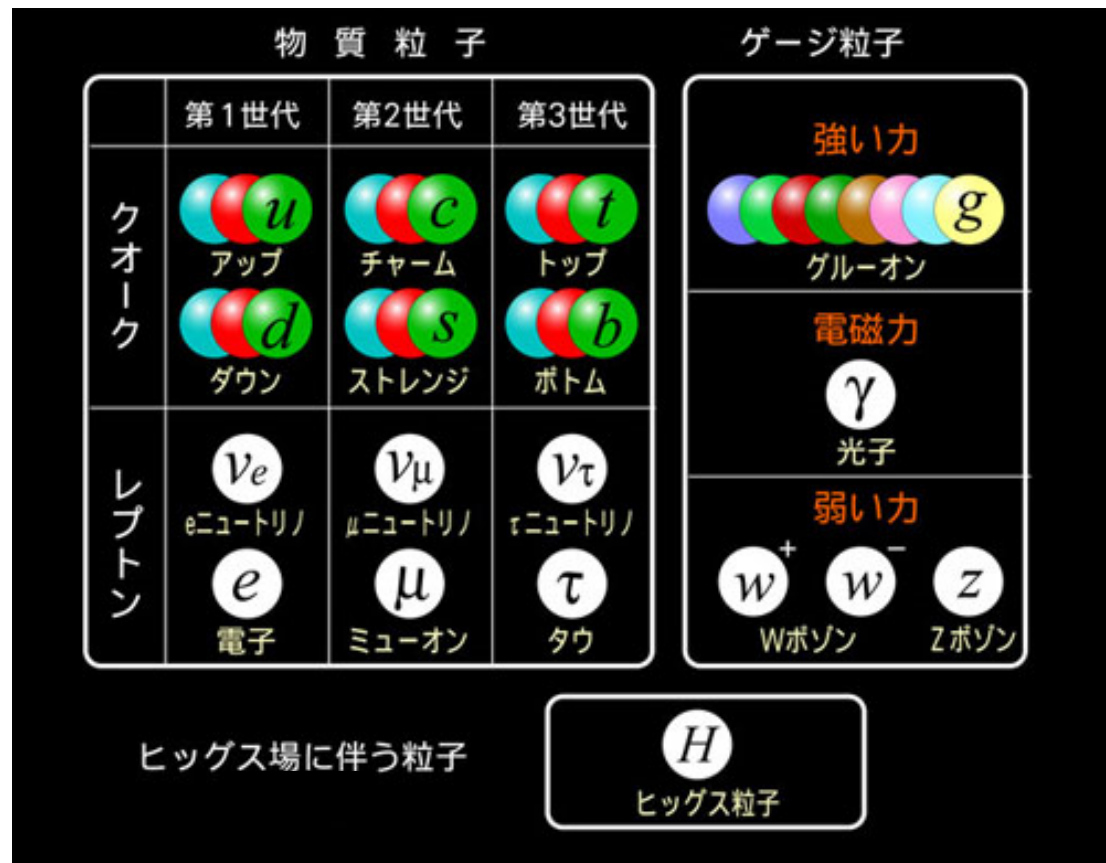 物質粒子
ゲージ粒子
第1世代 第2世代 第3世代
クオーク
u c t
アップ チャーム トップ
d s b
ダウン ストレンジ ボトム
レプトン
νe νμ ντ
eニュートリノ μニュートリノ τニュートリノ
e μ τ
電子 ミューオン タウ
強い力
g
グルーオン
電磁力
γ
光子
弱い力
w+ w− z
Wボゾン Zボゾン
ヒッグス場に伴う粒子
H
ヒッグス粒子